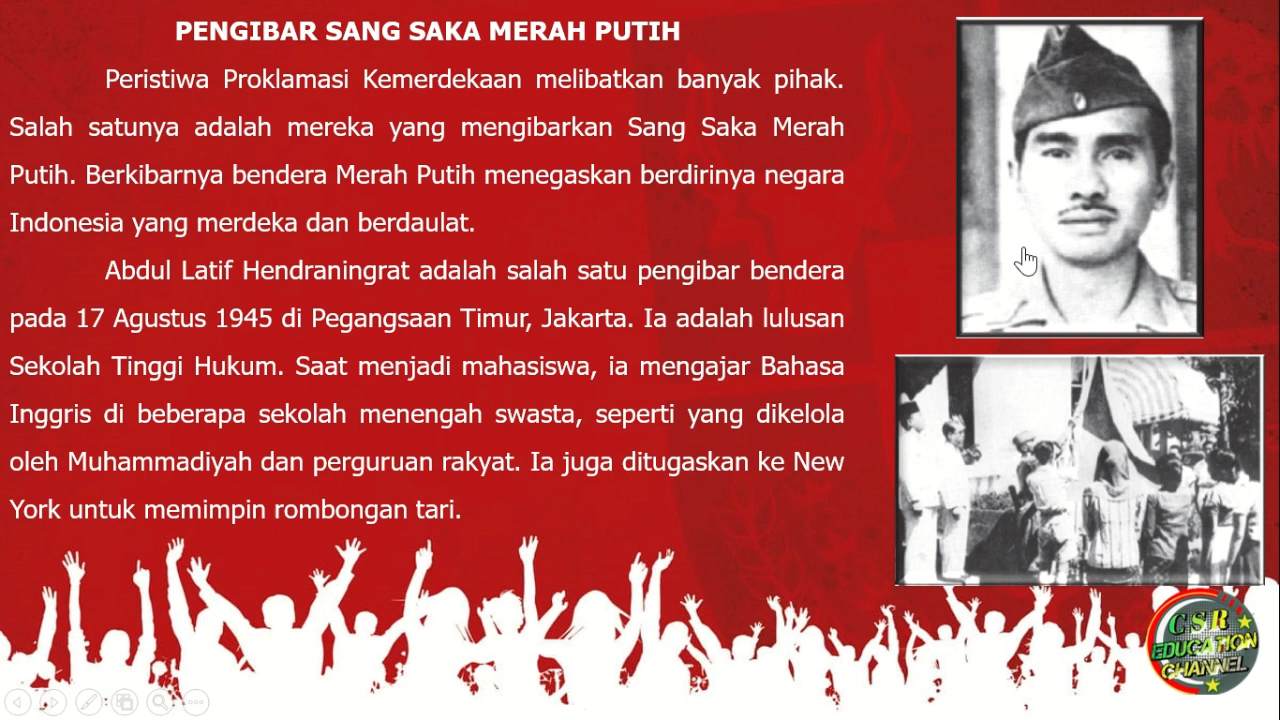 PENGIBAR SANG SAKA MERAH PUTIH
Peristiwa Proklamasi Kemerdekaan melibatkan banyak pihak.
Salah satunya adalah mereka yang mengibarkan Sang Saka Merah
Putih. Berkibarnya bendera Merah Putih menegaskan berdirinya negara
Indonesia yang merdeka dan berdaulat.
Abdul Latif Hendraningrat adalah salah satu pengibar bendera
pada 17 Agustus 1945 di Pegangsaan Timur, Jakarta. Ia adalah lulusan
Sekolah Tinggi Hukum. Saat menjadi mahasiswa, ia mengajar Bahasa
Inggris di beberapa sekolah menengah swasta, seperti yang dikelola
oleh Muhammadiyah dan perguruan rakyat. Ia juga ditugaskan ke New
York untuk memimpin rombongan tari.
CSR
EDUCATION
CHANNEL